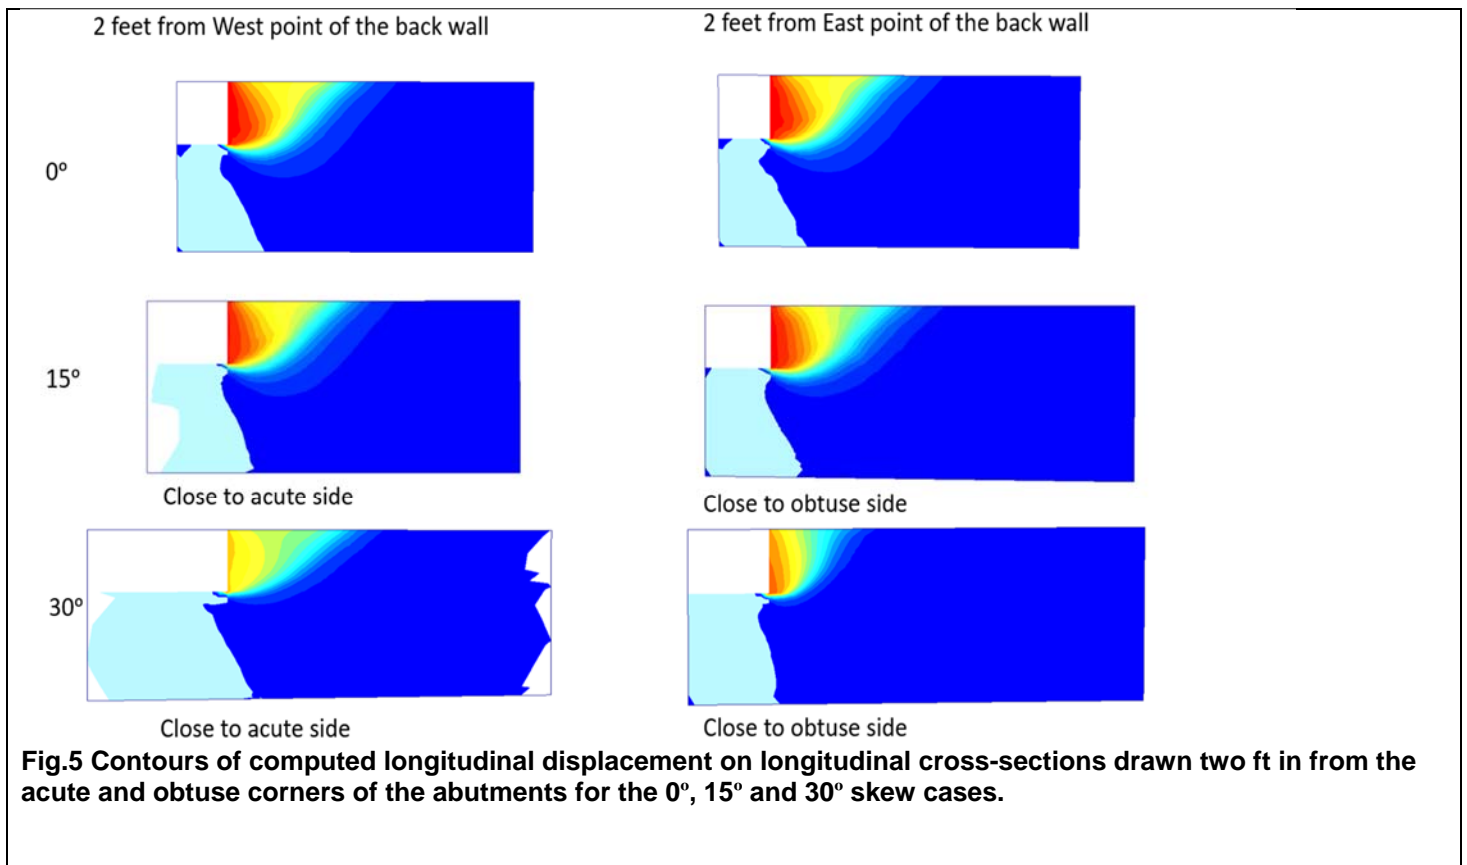 2 feet from West point of the back wall
2 feet from East point of the back wall
0º
15º
Close to acute side
Close to obtuse side
30º
Close to acute side
Close to obtuse side
Fig.5 Contours of computed longitudinal displacement on longitudinal cross-sections drawn two ft in from the
acute and obtuse corners of the abutments for the 0º, 15º and 30º skew cases.